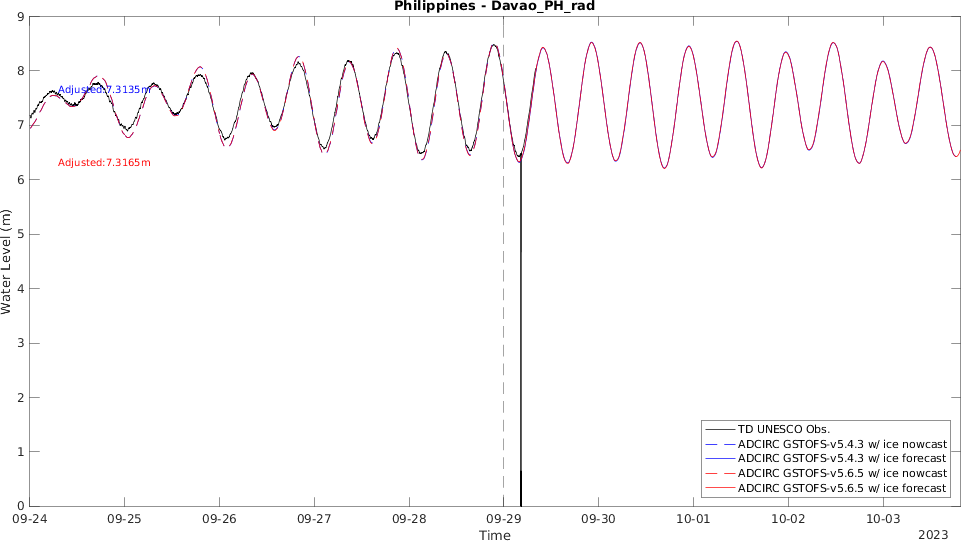 Philippines - Davao_PH_rad
9
8
7
6
5
4
3
2
1
0
Water Level (m)
Adjusted:7.3135m
Adjusted:7.3165m
TD UNESCO Obs.
ADCIRC GSTOFS-v5.4.3 w/ ice nowcast
ADCIRC GSTOFS-v5.4.3 w/ ice forecast
ADCIRC GSTOFS-v5.6.5 w/ ice nowcast
ADCIRC GSTOFS-v5.6.5 w/ ice forecast
09-24 09-25 09-26 09-27 09-28 09-29 09-30 10-01 10-02 10-03
Time
2023